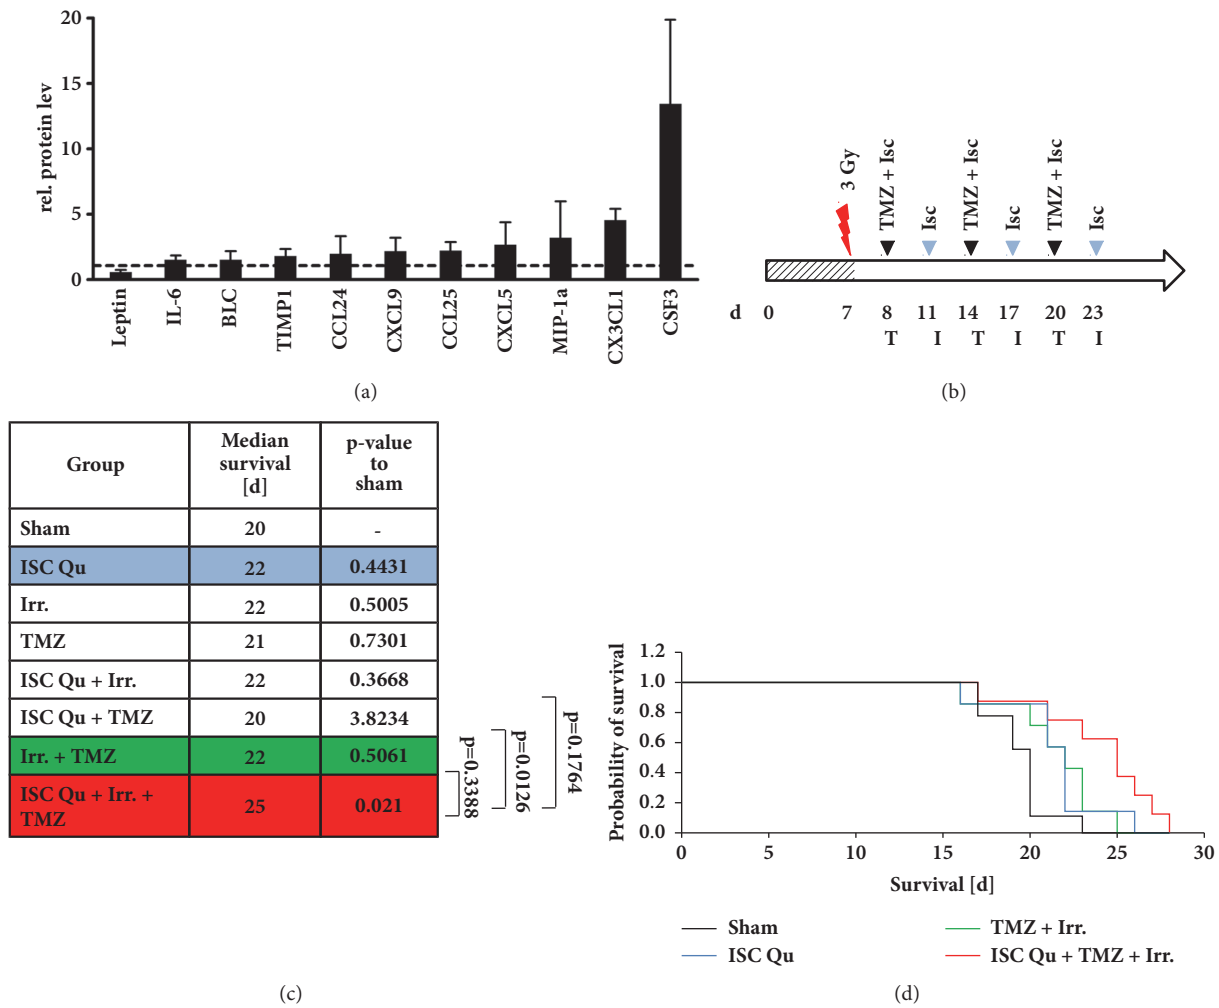 20
15
10
5
0
rel. protein lev
Leptin
IL-6
BLC
TIMP1
CCL24
CXCL9
CCL25
CXCL5
MIP-1a
CX3CL1
CSF3
(a)
3 Gy
TMZ + Isc
Isc
TMZ + Isc
Isc
TMZ + Isc
Isc
d 0 7 8 11 14 17 20 23
T I T I T I
(b)
Group Median survival [d] p-value to sham
Sham 20 -
ISC Qu 22 0.4431
Irr. 22 0.5005
TMZ 21 0.7301
ISC Qu + Irr. 22 0.3668
ISC Qu + TMZ 20 3.8234
Irr. + TMZ 22 0.5061
ISC Qu + Irr. + TMZ 25 0.021
p=0.3388
p=0.0126
p=0.1764
(c)
1.2
1.0
0.8
0.6
0.4
0.2
0.0
Probability of survival
0 5 10 15 20 25 30
Survival [d]
Sham
ISC Qu
TMZ + Irr.
ISC Qu + TMZ + Irr.
(d)